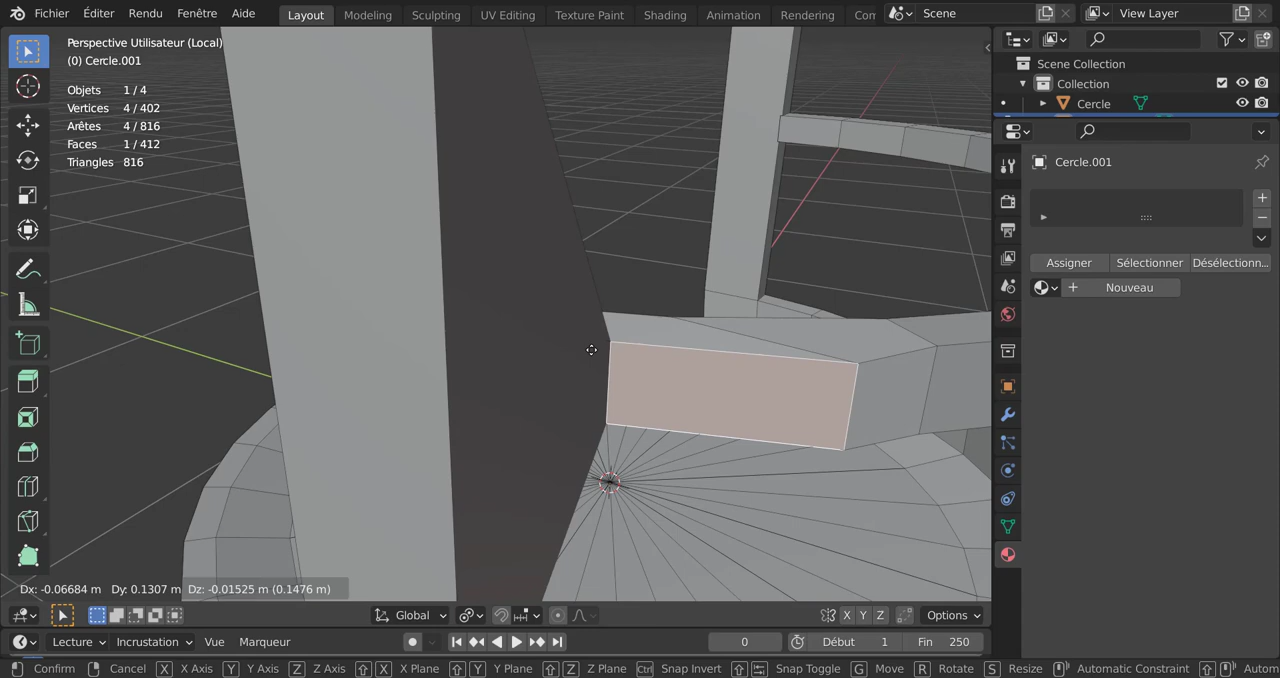 Fichier Éditer Rendu Fenêtre Aide Layout Modeling Sculpting UV Editing Texture Paint Shading Animation Rendering Com Scene View Layer
Perspective Utilisateur (Local)
(0) Cercle.001
Objets 1 / 4
Vertices 4 / 402
Arêtes 4 / 816
Faces 1 / 412
Triangles 816
Scene Collection
Collection
Cercle
Cercle.001
Assigner Sélectionner Désélectionn...
Nouveau
Dx: -0.06684 m Dy: 0.1307 m Dz: -0.01525 m (0.1476 m)
Global X Y Z Options
Lecture Incrustation Vue Marqueur 0 Début 1 Fin 250
Confirm Cancel X X Axis Y Y Axis Z Z Axis X X Plane Y Y Plane Z Z Plane Ctrl Snap Invert Snap Toggle G Move R Rotate S Resize Automatic Constraint Autom